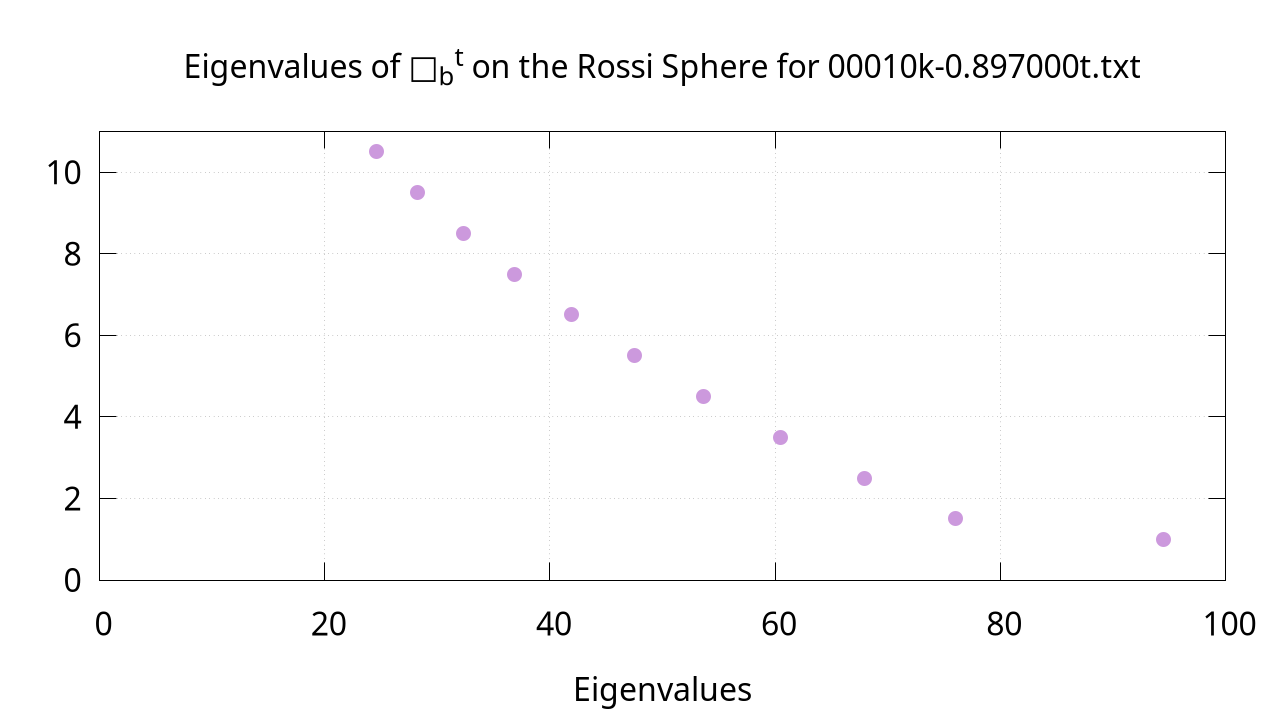 Eigenvalues of □_b^t on the Rossi Sphere for 00010k-0.897000t.txt
10
8
6
4
2
0
0 20 40 60 80 100
Eigenvalues